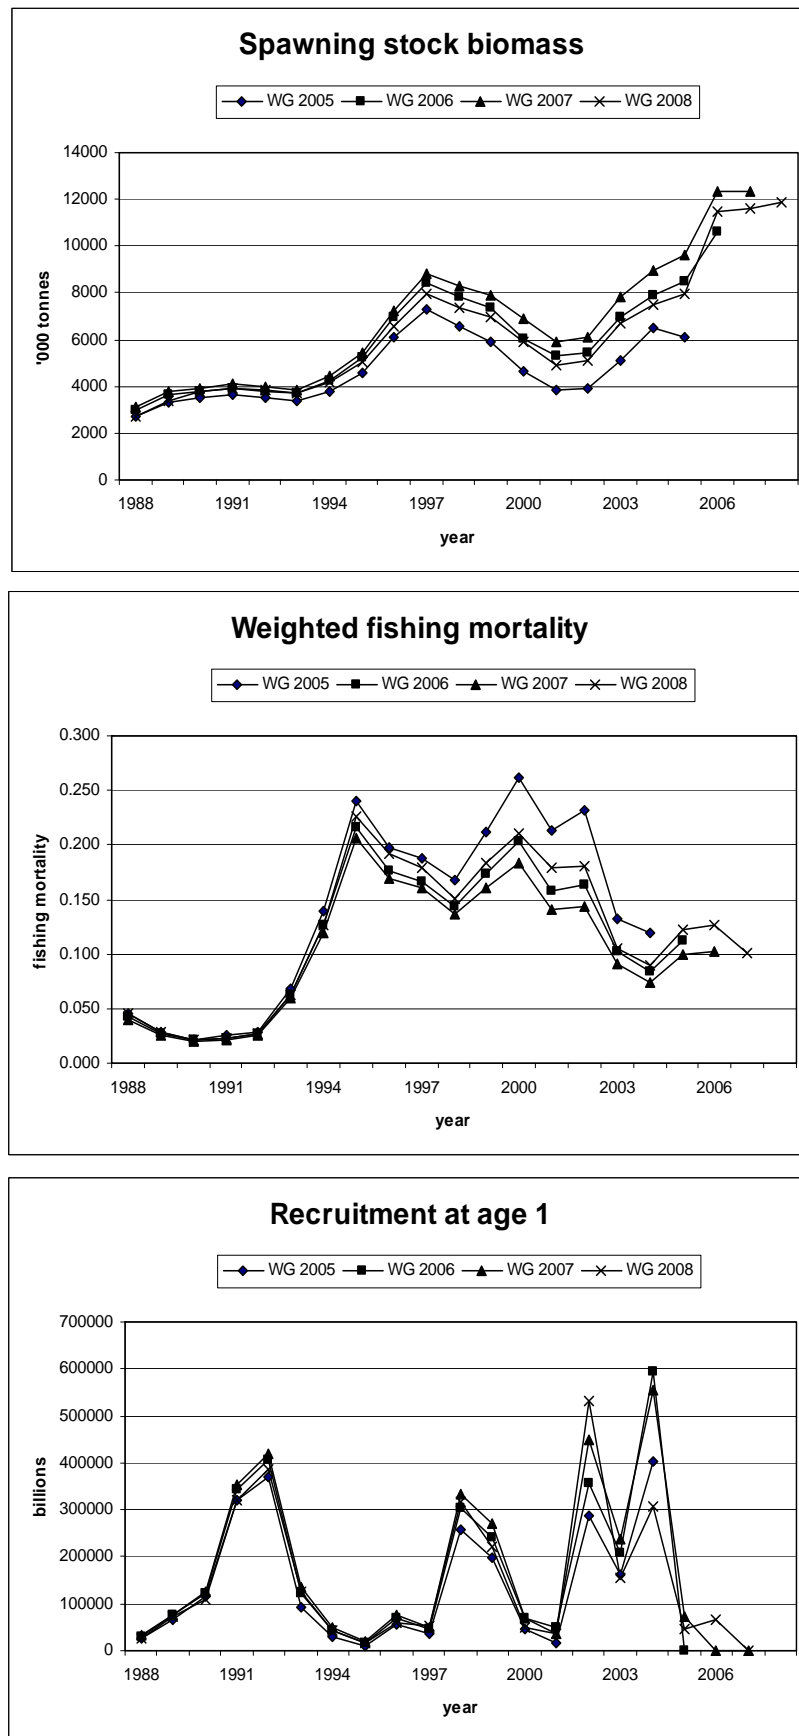 Spawning stock biomass
WG 2005 WG 2006 WG 2007 WG 2008
14000
12000
10000
8000
6000
4000
2000
0
'000 tonnes
1988 1991 1994 1997 2000 2003 2006
year
Weighted fishing mortality
WG 2005 WG 2006 WG 2007 WG 2008
0.300
0.250
0.200
0.150
0.100
0.050
0.000
fishing mortality
1988 1991 1994 1997 2000 2003 2006
year
Recruitment at age 1
WG 2005 WG 2006 WG 2007 WG 2008
700000
600000
500000
400000
300000
200000
100000
0
billions
1988 1991 1994 1997 2000 2003 2006
year